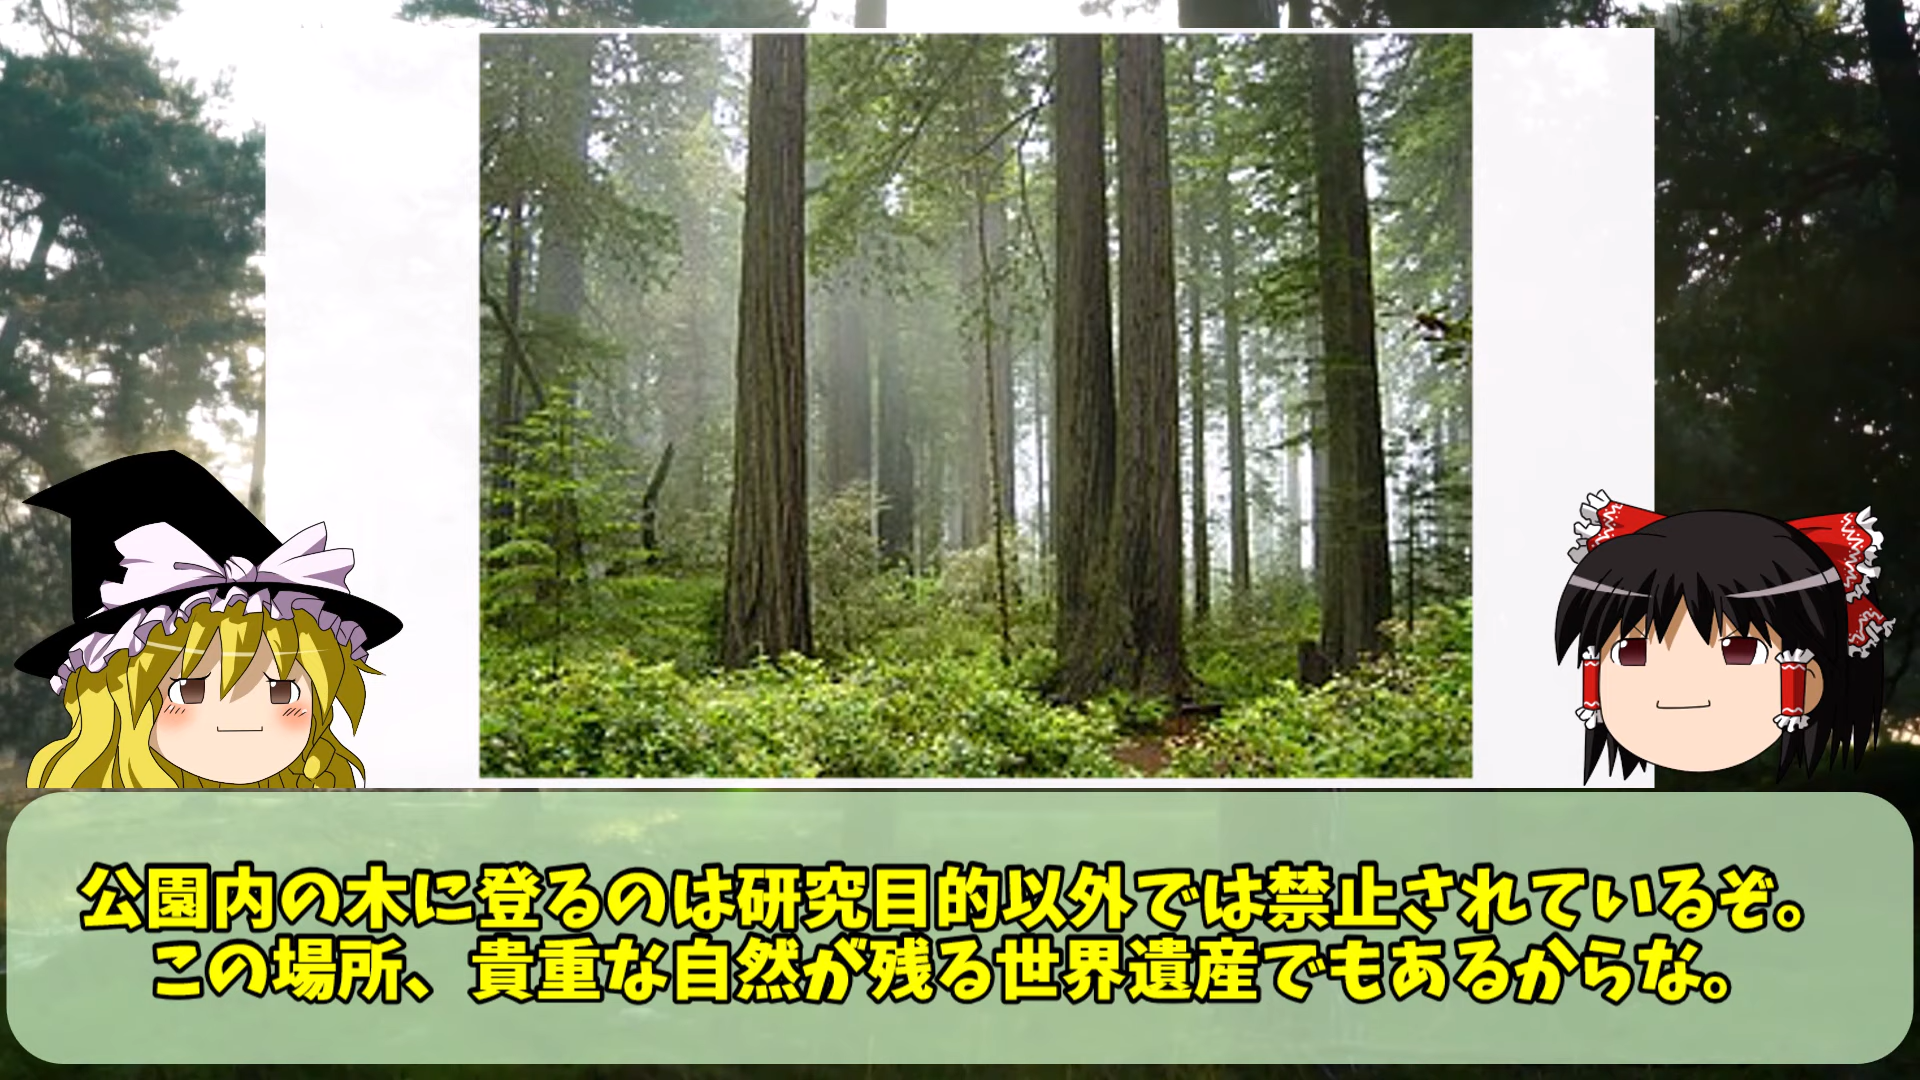 公園内の木に登るのは研究目的以外では禁止されているぞ。
この場所、貴重な自然が残る世界遺産でもあるからな。